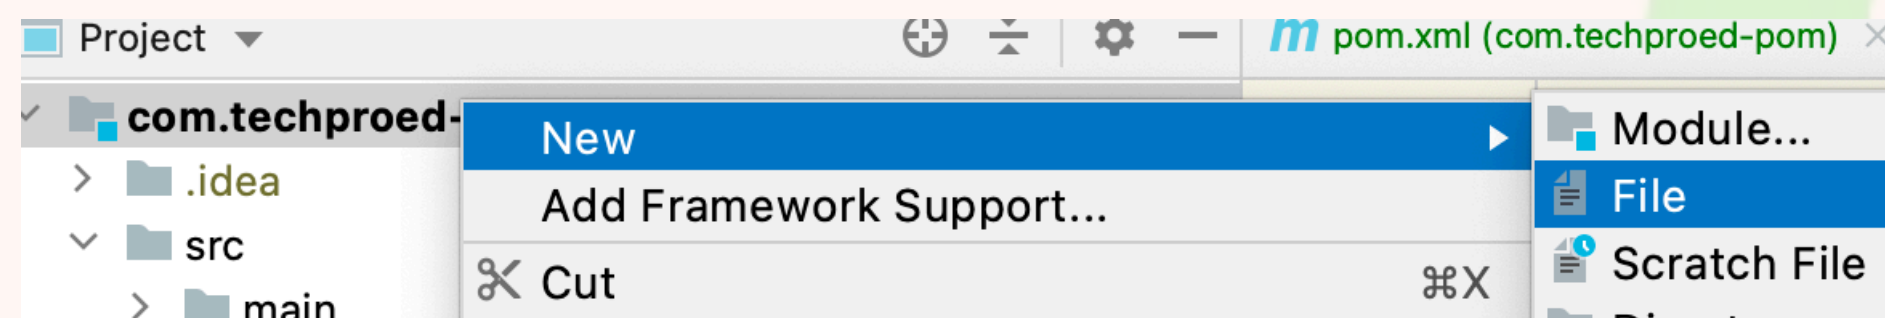 Project
m pom.xml (com.techproed-pom)
com.techproed-
New
Module...
.idea
File
Add Framework Support...
src
Scratch File
Cut ⌘X
main